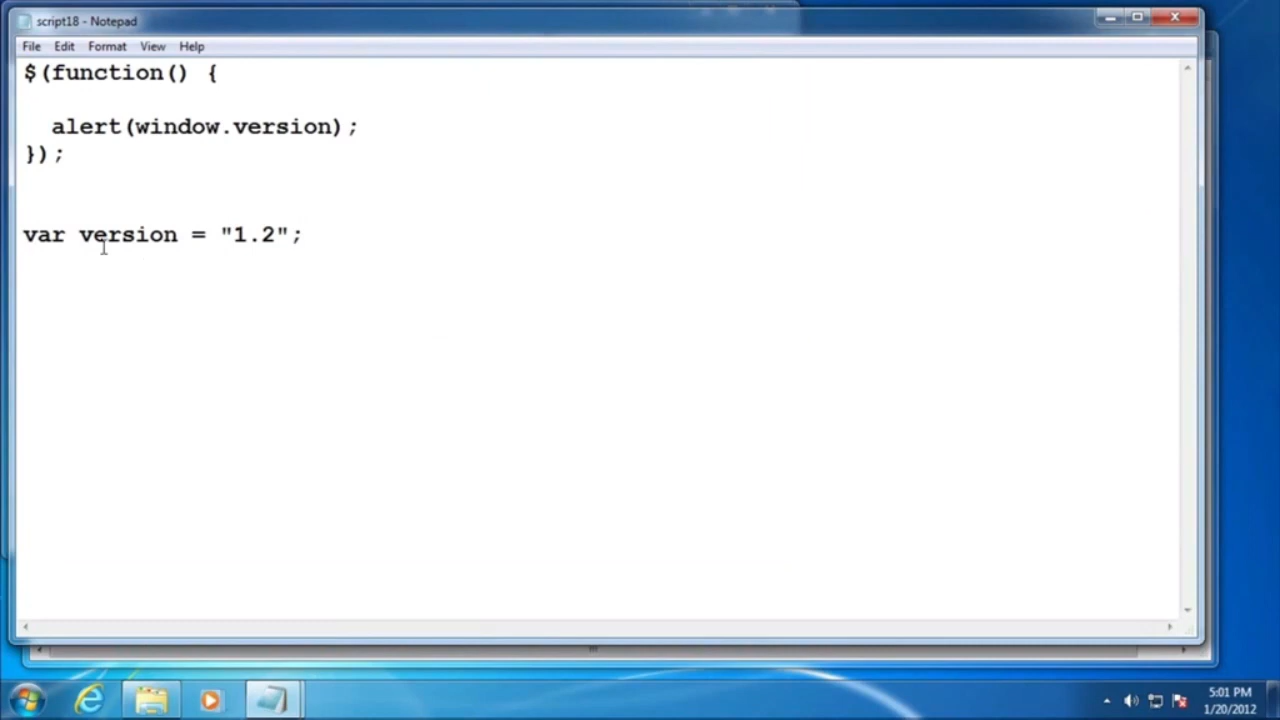 script18 - Notepad
File Edit Format View Help
$(function() {
alert(window.version);
});
var version = "1.2";
5:01 PM
1/20/2012